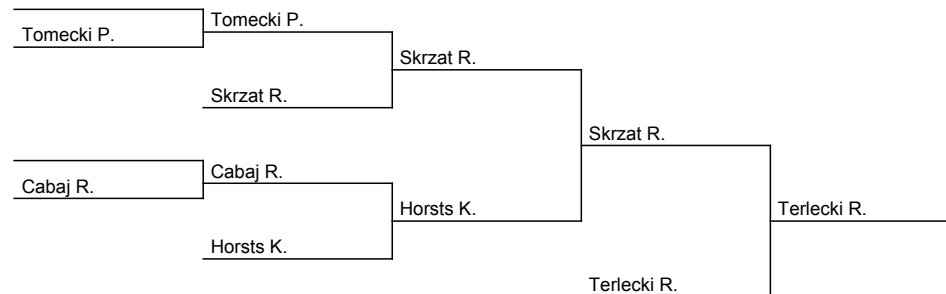 Tomecki P.
Tomecki P.
Skrzat R.
Skrzat R.
Skrzat R.
Cabaj R.
Cabaj R.
Horsts K.
Terlecki R.
Horsts K.
Terlecki R.